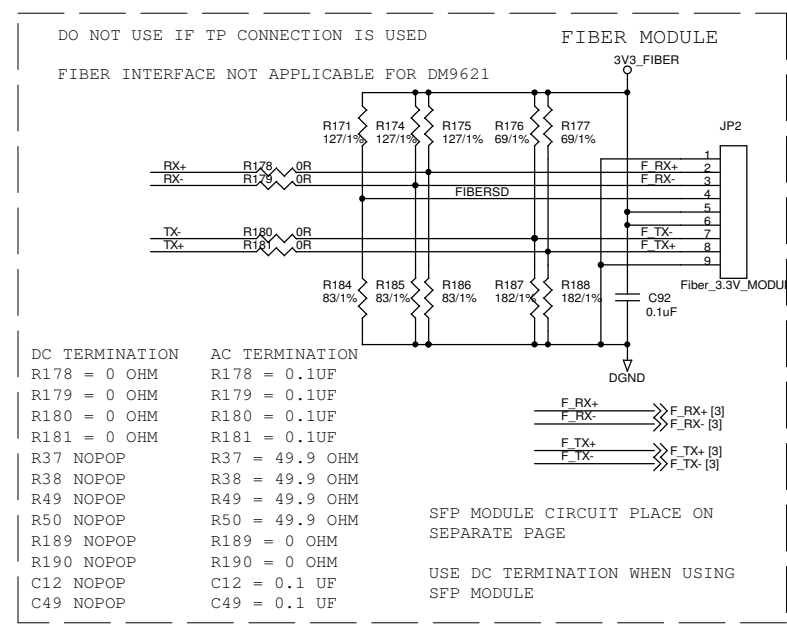 DO NOT USE IF TP CONNECTION IS USED
FIBER MODULE
3V3_FIBER
FIBER INTERFACE NOT APPLICABLE FOR DM9621
R171 R174 R175 R176 R177
127/1% 127/1% 127/1% 69/1% 69/1%
JP2
1
RX+ R178 0R F_RX+ 2
RX- R179 0R F_RX- 3
FIBERSD 4
5
6
TX- R180 0R F_TX- 7
TX+ R181 0R F_TX+ 8
9
R184 R185 R186 R187 R188
83/1% 83/1% 83/1% 182/1% 182/1%
Fiber_3.3V_MODUL
C92
0.1uF
DGND
DC TERMINATION AC TERMINATION
R178 = 0 OHM R178 = 0.1UF
R179 = 0 OHM R179 = 0.1UF
R180 = 0 OHM R180 = 0.1UF
R181 = 0 OHM R181 = 0.1UF
R37 NOPOP R37 = 49.9 OHM
R38 NOPOP R38 = 49.9 OHM
R49 NOPOP R49 = 49.9 OHM
R50 NOPOP R50 = 49.9 OHM
R189 NOPOP R189 = 0 OHM
R190 NOPOP R190 = 0 OHM
C12 NOPOP C12 = 0.1 UF
C49 NOPOP C49 = 0.1 UF
F_RX+ F_RX+ [3]
F_RX- F_RX- [3]
F_TX+ F_TX+ [3]
F_TX- F_TX- [3]
SFP MODULE CIRCUIT PLACE ON
SEPARATE PAGE
USE DC TERMINATION WHEN USING
SFP MODULE